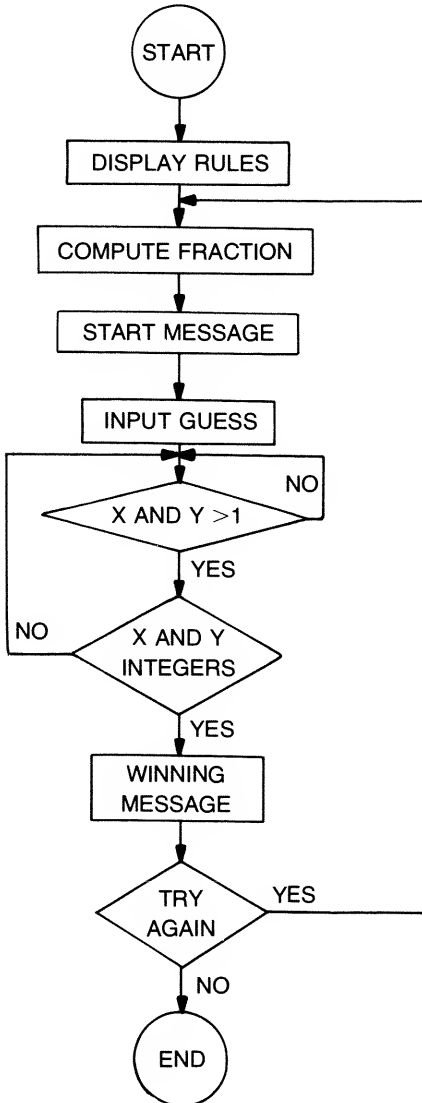 START
DISPLAY RULES
COMPUTE FRACTION
START MESSAGE
INPUT GUESS
NO
X AND Y >1
YES
NO
X AND Y
INTEGERS
YES
WINNING
MESSAGE
TRY
AGAIN
YES
NO
END